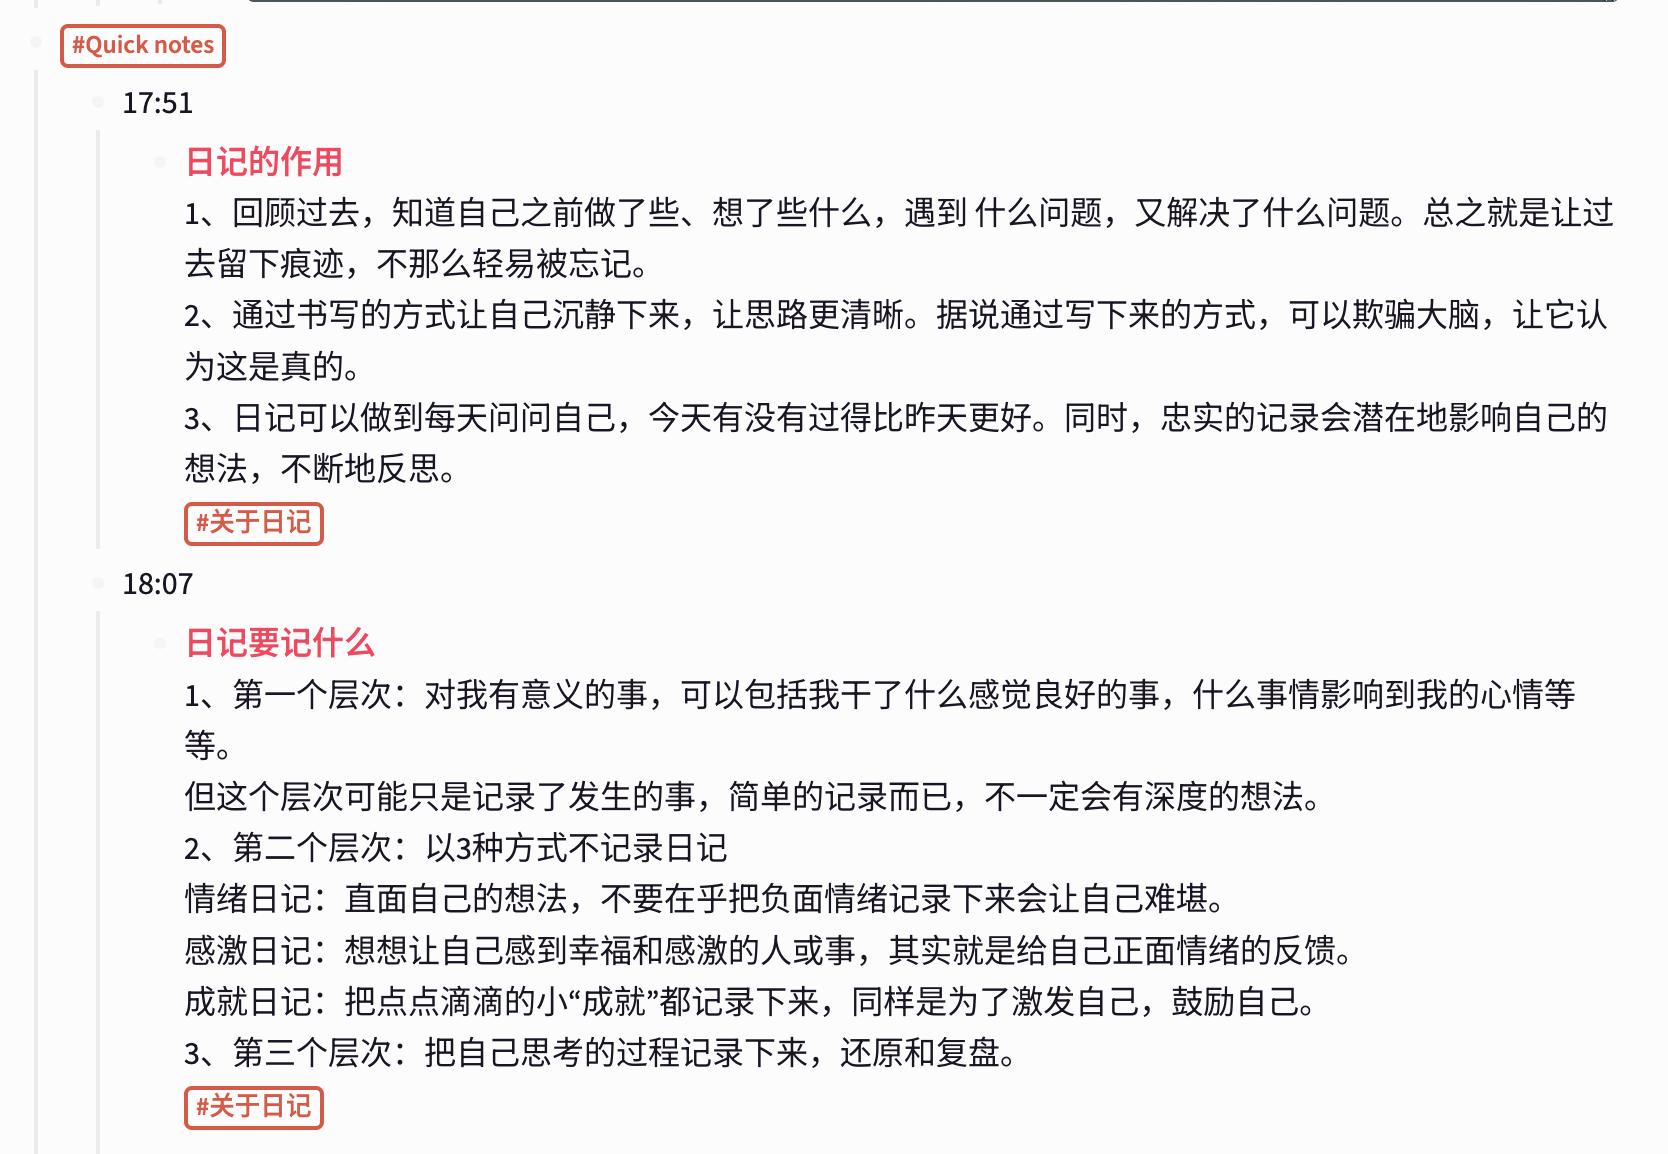 #Quick notes
17:51
日记的作用
1、回顾过去，知道自己之前做了些、想了些什么，遇到 什么问题，又解决了什么问题。总之就是让过
去留下痕迹，不那么轻易被忘记。
2、通过书写的方式让自己沉静下来，让思路更清晰。据说通过写下来的方式，可以欺骗大脑，让它认
为这是真的。
3、日记可以做到每天问问自己，今天有没有过得比昨天更好。同时，忠实的记录会潜在地影响自己的
想法，不断地反思。
#关于日记
18:07
日记要记什么
1、第一个层次：对我有意义的事，可以包括我干了什么感觉良好的事，什么事情影响到我的心情等
等。
但这个层次可能只是记录了发生的事，简单的记录而已，不一定会有深度的想法。
2、第二个层次：以3种方式不记录日记
情绪日记：直面自己的想法，不要在乎把负面情绪记录下来会让自己难堪。
感激日记：想想让自己感到幸福和感激的人或事，其实就是给自己正面情绪的反馈。
成就日记：把点点滴滴的小“成就”都记录下来，同样是为了激发自己，鼓励自己。
3、第三个层次：把自己思考的过程记录下来，还原和复盘。
#关于日记